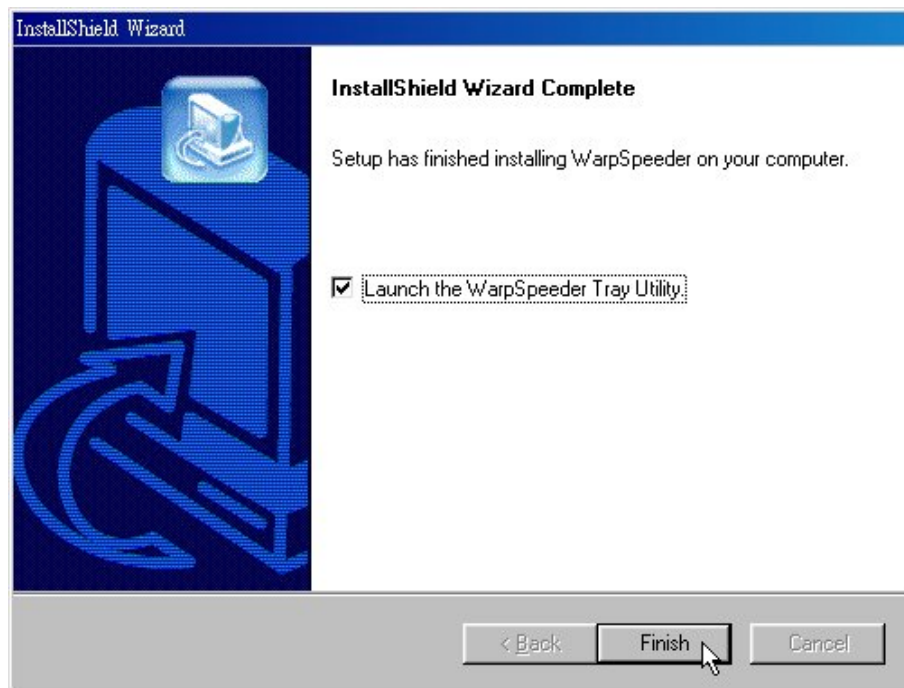 InstallShield Wizard
InstallShield Wizard Complete
Setup has finished installing WarpSpeeder on your computer.
Launch the WarpSpeeder Tray Utility.
< Back Finish Cancel